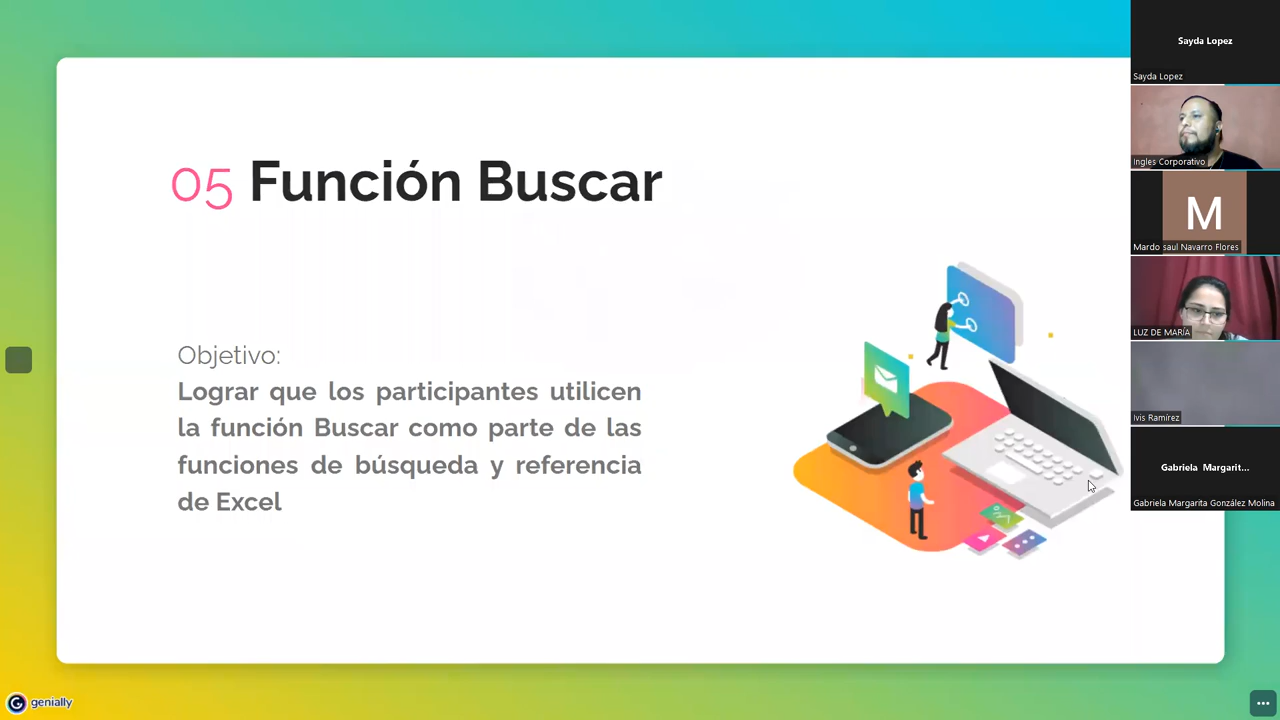 05 Función Buscar
Objetivo:
Lograr que los participantes utilicen
la función Buscar como parte de las
funciones de búsqueda y referencia
de Excel
genially
Sayda Lopez
Sayda Lopez
Ingles Corporativo
M
Mardo saul Navarro Flores
LUZ DE MARÍA
Ivis Ramírez
Gabriela Margarit...
Gabriela Margarita González Molina